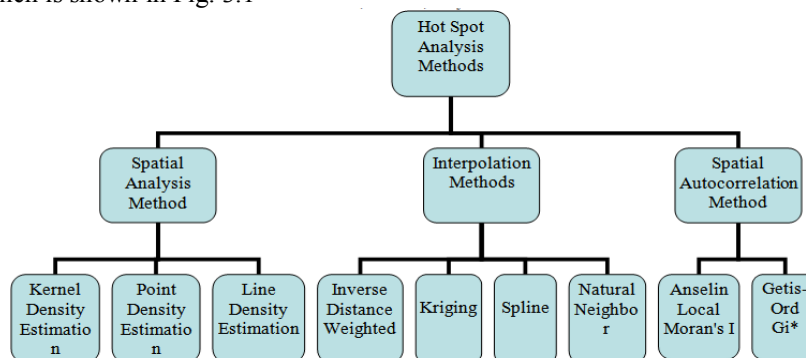 which is shown in Fig. 3.1
Hot Spot
Analysis
Methods
Spatial
Analysis
Method
Interpolation
Methods
Spatial
Autocorrelation
Method
Kernel
Density
Estimatio
n
Point
Density
Estimatio
n
Line
Density
Estimation
Inverse
Distance
Weighted
Kriging
Spline
Natural
Neighbo
r
Anselin
Local
Moran's I
Getis-
Ord
Gi*